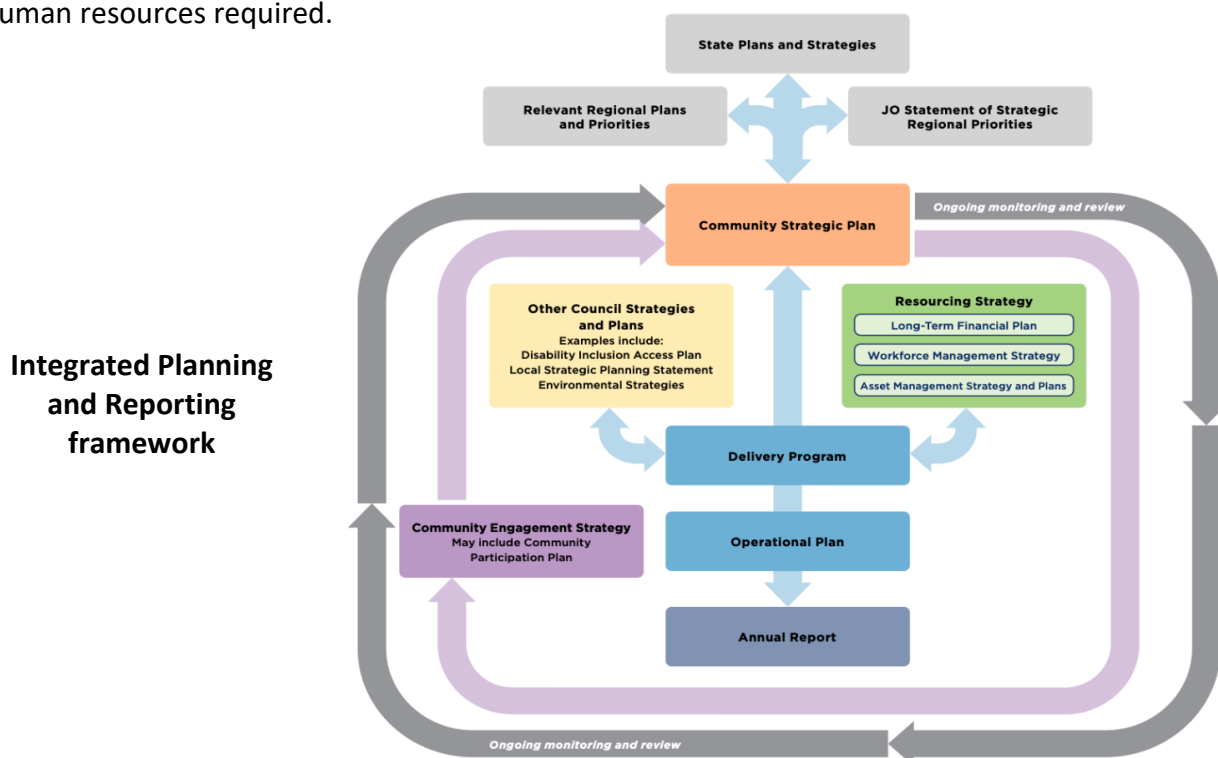 uman resources required.
State Plans and Strategies
Relevant Regional Plans
and Priorities
JO Statement of Strategic
Regional Priorities
Community Strategic Plan
Ongoing monitoring and review
Other Council Strategies
and Plans
Examples include:
Disability Inclusion Access Plan
Local Strategic Planning Statement
Environmental Strategies
Resourcing Strategy
Long-Term Financial Plan
Workforce Management Strategy
Asset Management Strategy and Plans
Integrated Planning
and Reporting
framework
Delivery Program
Community Engagement Strategy
May include Community
Participation Plan
Operational Plan
Annual Report
Ongoing monitoring and review